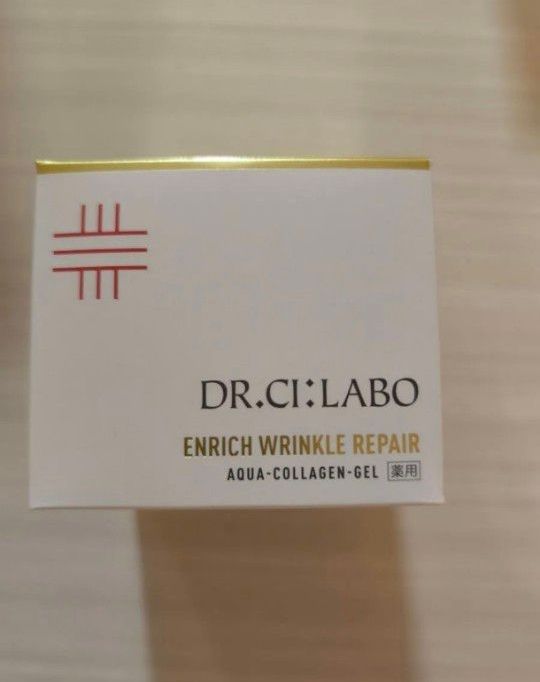 DR.CI:LABO
ENRICH WRINKLE REPAIR
AQUA-COLLAGEN-GEL 薬用